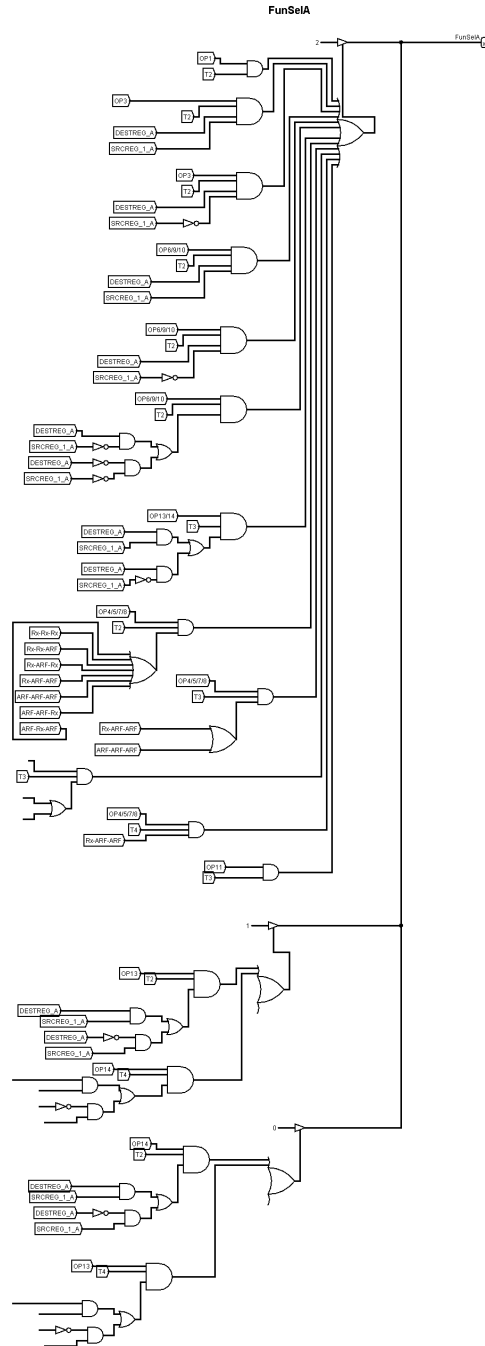 FunSelA
FunSelA
2
OP1
T2
OP3
T2
DESTREG_A
SRCREG_1_A
OP3
T2
DESTREG_A
SRCREG_1_A
OP6/9/10
T2
DESTREG_A
SRCREG_1_A
OP6/9/10
T2
DESTREG_A
SRCREG_1_A
OP6/9/10
T2
DESTREG_A
SRCREG_1_A
DESTREG_A
SRCREG_1_A
OP13/14
T3
DESTREG_A
SRCREG_1_A
DESTREG_A
SRCREG_1_A
OP4/5/7/8
T2
Rx-Rx-Rx
Rx-Rx-ARF
Rx-ARF-Rx
Rx-ARF-ARF
ARF-ARF-ARF
ARF-ARF-Rx
ARF-Rx-ARF
OP4/5/7/8
T3
Rx-ARF-ARF
ARF-ARF-ARF
T3
OP4/5/7/8
T4
Rx-ARF-ARF
OP11
T3
1
OP13
T2
DESTREG_A
SRCREG_1_A
DESTREG_A
SRCREG_1_A
OP14
T4
0
OP14
T2
DESTREG_A
SRCREG_1_A
DESTREG_A
SRCREG_1_A
OP13
T4